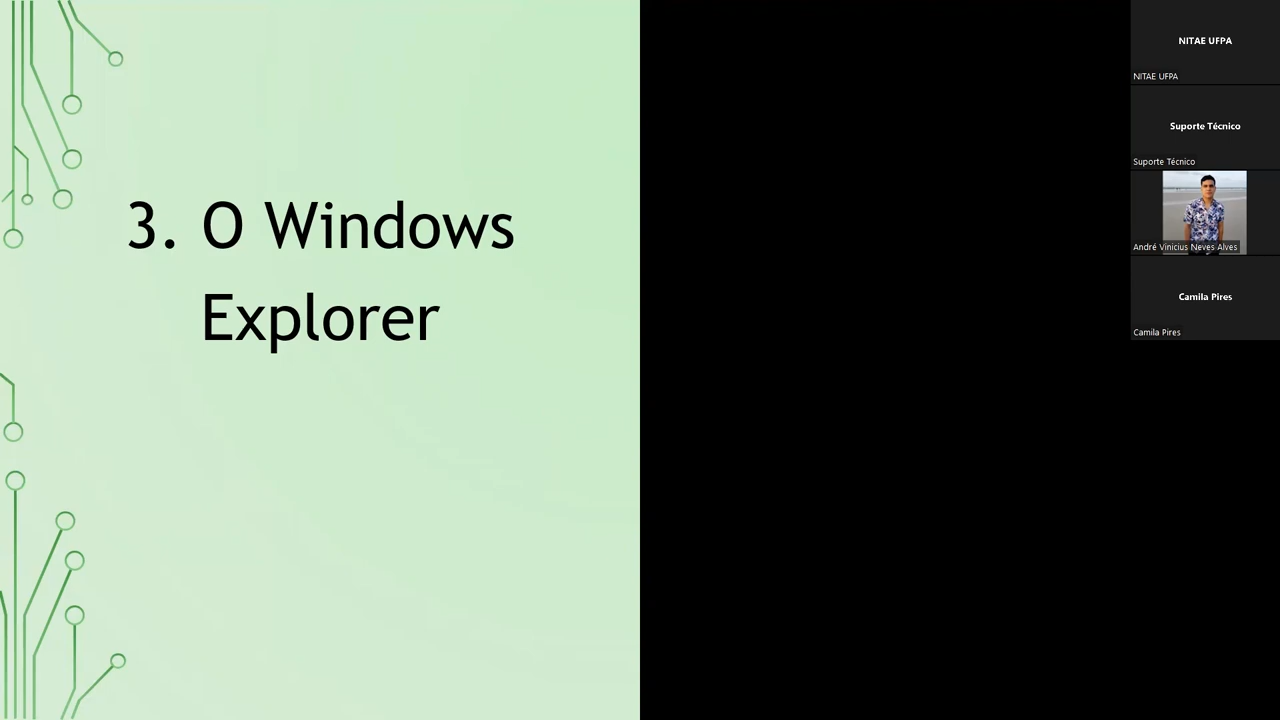 3. O Windows
Explorer
NITAE UFPA
NITAE UFPA
Suporte Técnico
Suporte Técnico
André Vinicius Neves Alves
Camila Pires
Camila Pires